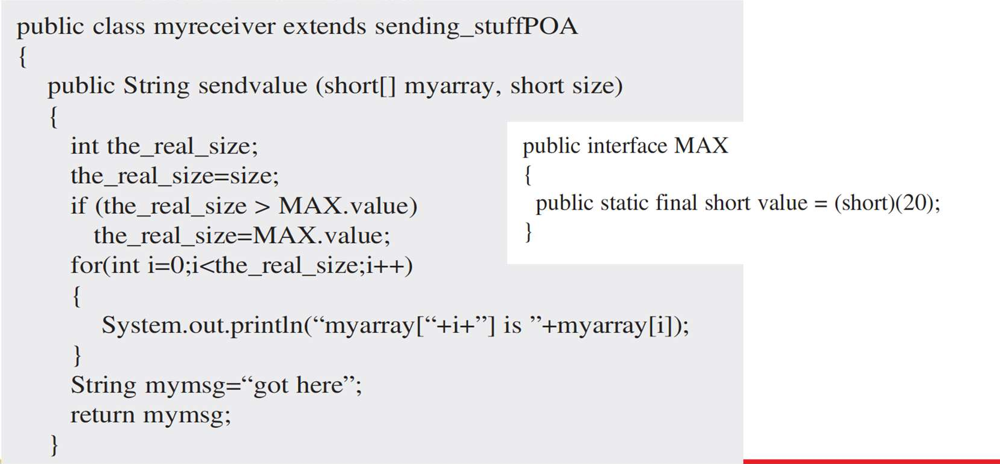 public class myreceiver extends sending_stuffPOA
{
public String sendvalue (short[] myarray, short size)
{
int the_real_size;
the_real_size=size;
if (the_real_size > MAX.value)
the_real_size=MAX.value;
for(int i=0;i<the_real_size;i++)
{
System.out.println(“myarray[“+i+”] is ”+myarray[i]);
}
String mymsg=“got here”;
return mymsg;
}
public interface MAX
{
public static final short value = (short)(20);
}